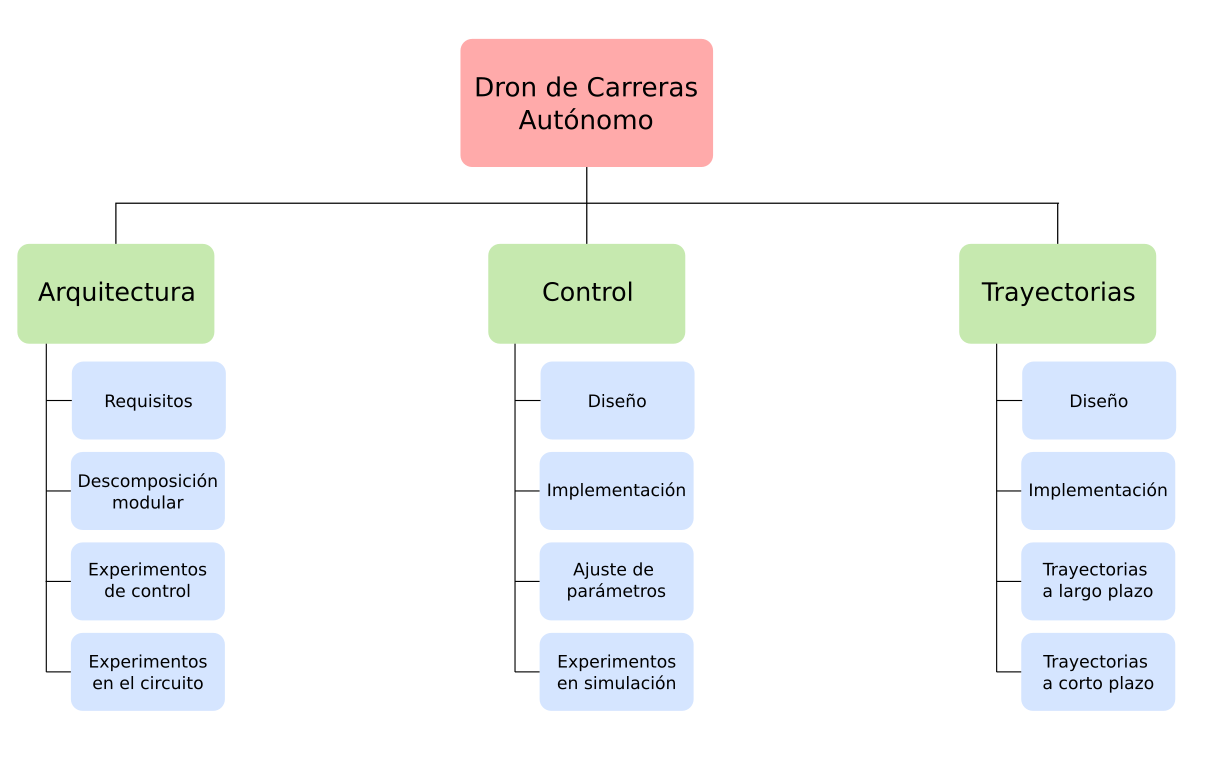 Dron de Carreras
Autónomo
Arquitectura
Requisitos
Descomposición
modular
Experimentos
de control
Experimentos
en el circuito
Control
Diseño
Implementación
Ajuste de
parámetros
Experimentos
en simulación
Trayectorias
Diseño
Implementación
Trayectorias
a largo plazo
Trayectorias
a corto plazo